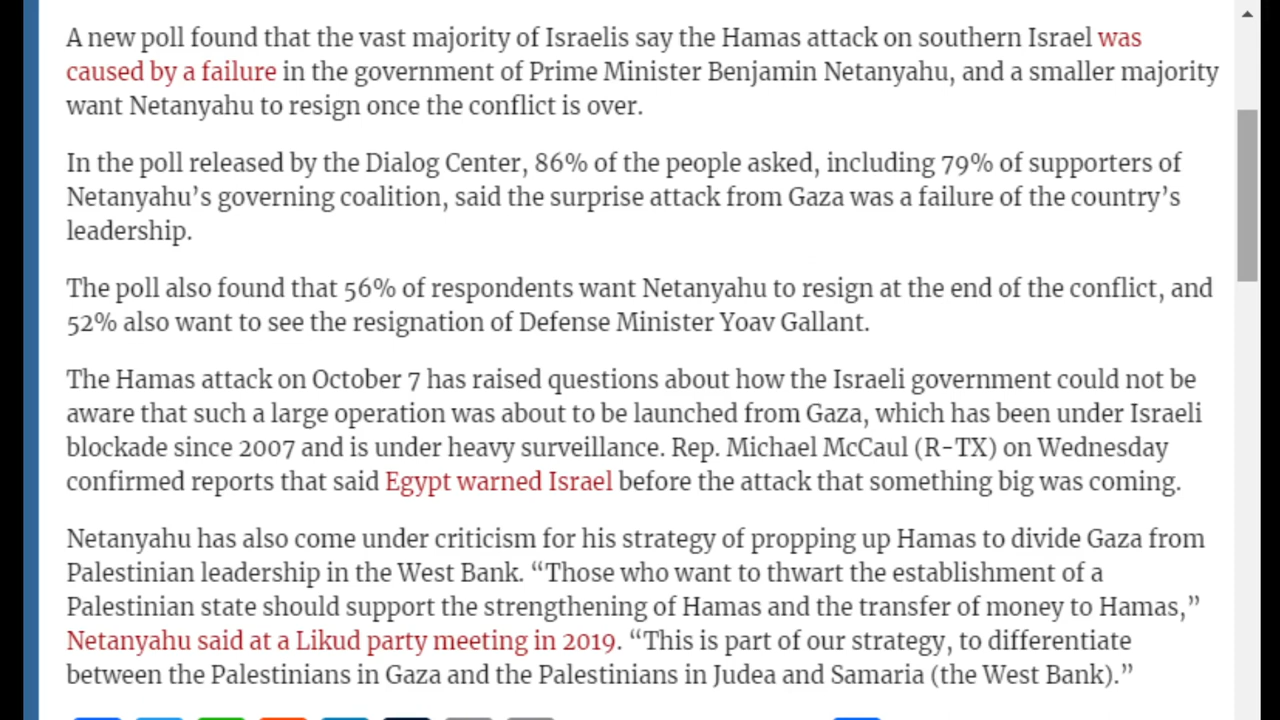 A new poll found that the vast majority of Israelis say the Hamas attack on southern Israel was
caused by a failure in the government of Prime Minister Benjamin Netanyahu, and a smaller majority
want Netanyahu to resign once the conflict is over.
In the poll released by the Dialog Center, 86% of the people asked, including 79% of supporters of
Netanyahu’s governing coalition, said the surprise attack from Gaza was a failure of the country’s
leadership.
The poll also found that 56% of respondents want Netanyahu to resign at the end of the conflict, and
52% also want to see the resignation of Defense Minister Yoav Gallant.
The Hamas attack on October 7 has raised questions about how the Israeli government could not be
aware that such a large operation was about to be launched from Gaza, which has been under Israeli
blockade since 2007 and is under heavy surveillance. Rep. Michael McCaul (R-TX) on Wednesday
confirmed reports that said Egypt warned Israel before the attack that something big was coming.
Netanyahu has also come under criticism for his strategy of propping up Hamas to divide Gaza from
Palestinian leadership in the West Bank. “Those who want to thwart the establishment of a
Palestinian state should support the strengthening of Hamas and the transfer of money to Hamas,”
Netanyahu said at a Likud party meeting in 2019. “This is part of our strategy, to differentiate
between the Palestinians in Gaza and the Palestinians in Judea and Samaria (the West Bank).”